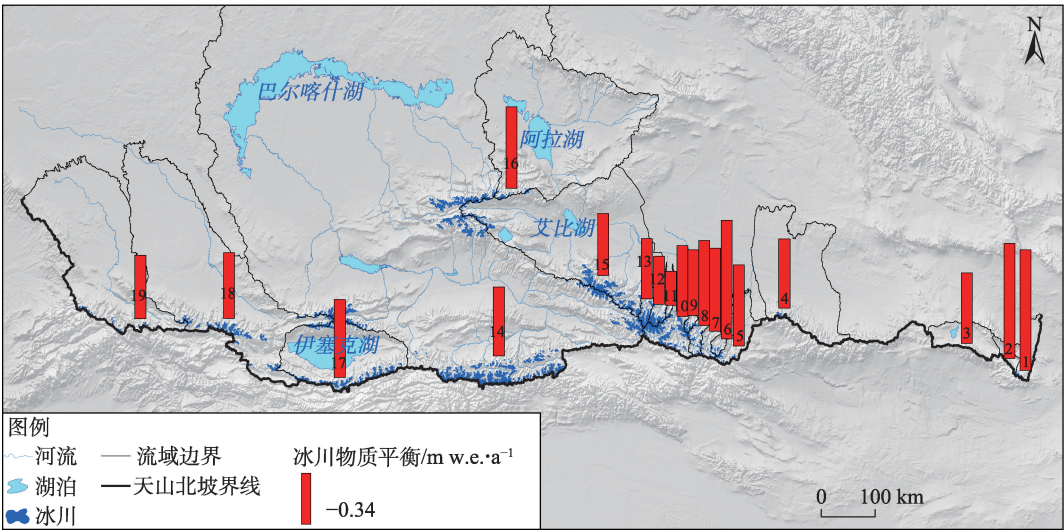 N
巴尔喀什湖
阿拉湖
16
艾比湖
15
13
12
11
10
9
8
7
6
5
4
3
2
1
19
18
14
伊塞克湖
17
图例
河流
流域边界
冰川物质平衡/m w.e.·a⁻¹
湖泊
天山北坡界线
冰川
−0.34
0 100 km